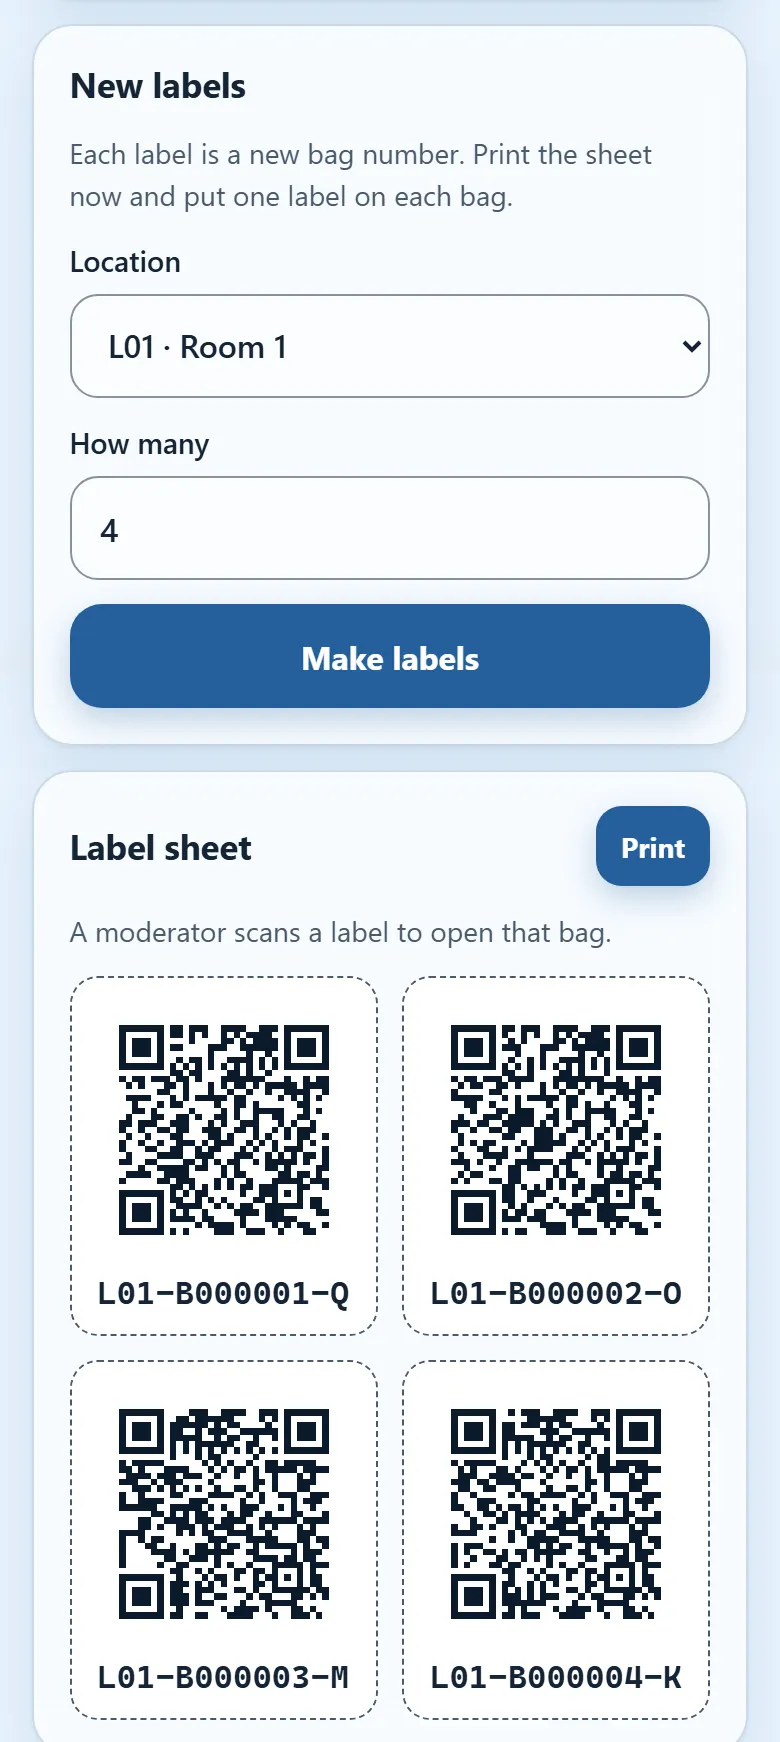 New labels
Each label is a new bag number. Print the sheet
now and put one label on each bag.
Location
L01 · Room 1
How many
4
Make labels
Label sheet
Print
A moderator scans a label to open that bag.
L01-B000001-Q
L01-B000002-O
L01-B000003-M
L01-B000004-K